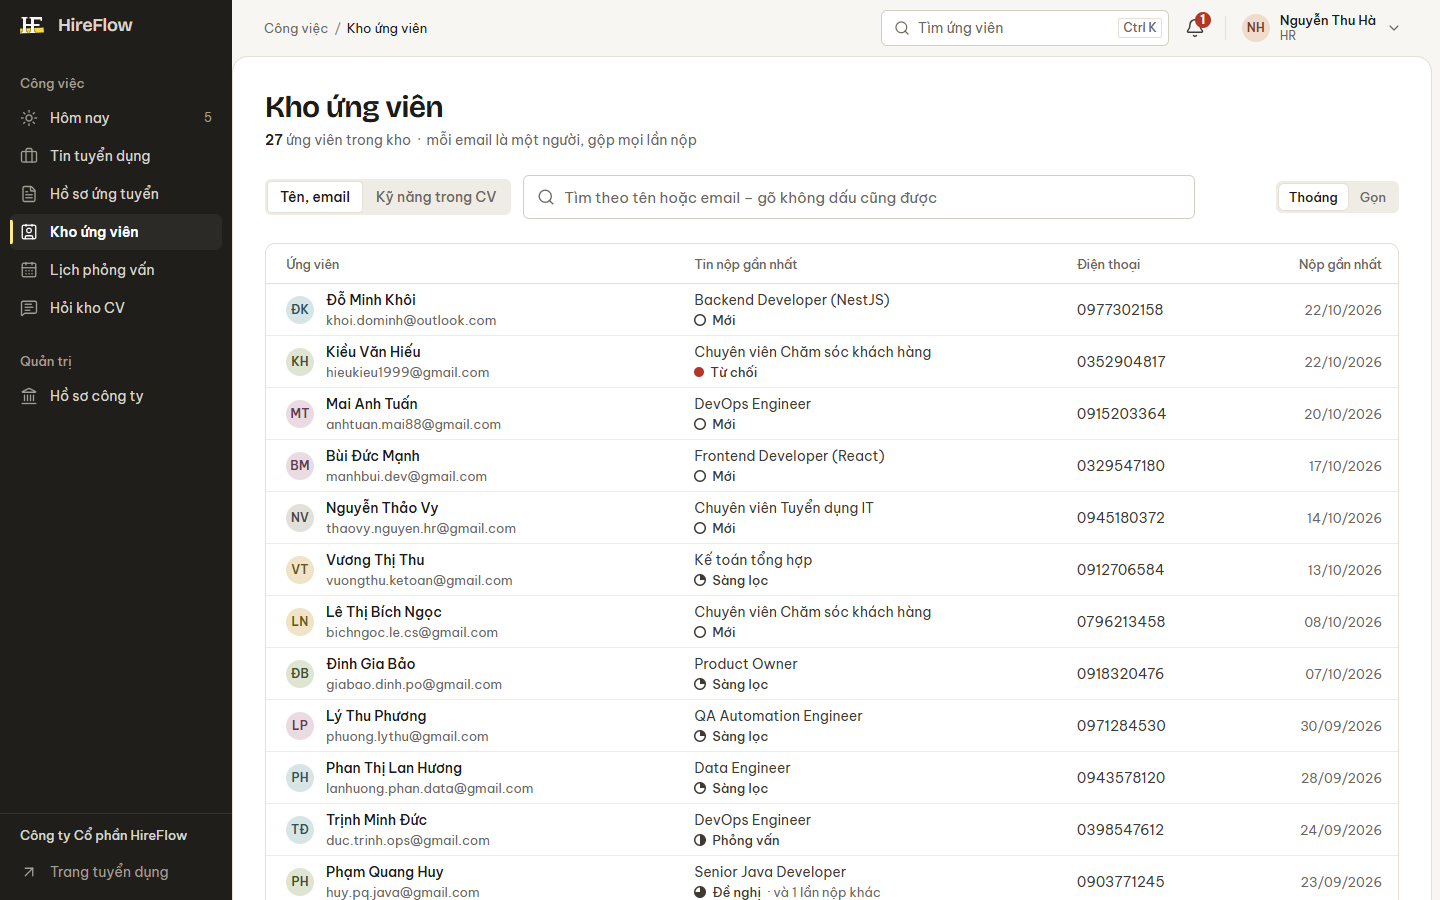 HF HireFlow
Công việc / Kho ứng viên
Tìm ứng viên Ctrl K
1
NH Nguyễn Thu Hà
HR
Công việc
Hôm nay 5
Tin tuyển dụng
Hồ sơ ứng tuyển
Kho ứng viên
Lịch phỏng vấn
Hỏi kho CV
Quản trị
Hồ sơ công ty
Công ty Cổ phần HireFlow
Trang tuyển dụng
Kho ứng viên
27 ứng viên trong kho · mỗi email là một người, gộp mọi lần nộp
Tên, email Kỹ năng trong CV Tìm theo tên hoặc email – gõ không dấu cũng được Thoáng Gọn
Ứng viên Tin nộp gần nhất Điện thoại Nộp gần nhất
ĐK Đỗ Minh Khôi Backend Developer (NestJS) 0977302158 22/10/2026
khoi.dominh@outlook.com Mới
KH Kiều Văn Hiếu Chuyên viên Chăm sóc khách hàng 0352904817 22/10/2026
hieukieu1999@gmail.com Từ chối
MT Mai Anh Tuấn DevOps Engineer 0915203364 20/10/2026
anhtuan.mai88@gmail.com Mới
BM Bùi Đức Mạnh Frontend Developer (React) 0329547180 17/10/2026
manhbui.dev@gmail.com Mới
NV Nguyễn Thảo Vy Chuyên viên Tuyển dụng IT 0945180372 14/10/2026
thaovy.nguyen.hr@gmail.com Mới
VT Vương Thị Thu Kế toán tổng hợp 0912706584 13/10/2026
vuongthu.ketoan@gmail.com Sàng lọc
LN Lê Thị Bích Ngọc Chuyên viên Chăm sóc khách hàng 0796213458 08/10/2026
bichngoc.le.cs@gmail.com Mới
ĐB Đinh Gia Bảo Product Owner 0918320476 07/10/2026
giabao.dinh.po@gmail.com Sàng lọc
LP Lý Thu Phương QA Automation Engineer 0971284530 30/09/2026
phuong.lythu@gmail.com Sàng lọc
PH Phan Thị Lan Hương Data Engineer 0943578120 28/09/2026
lanhuong.phan.data@gmail.com Sàng lọc
TĐ Trịnh Minh Đức DevOps Engineer 0398547612 24/09/2026
duc.trinh.ops@gmail.com Phỏng vấn
PH Phạm Quang Huy Senior Java Developer 0903771245 23/09/2026
huy.pq.java@gmail.com Đề nghị · và 1 lần nộp khác